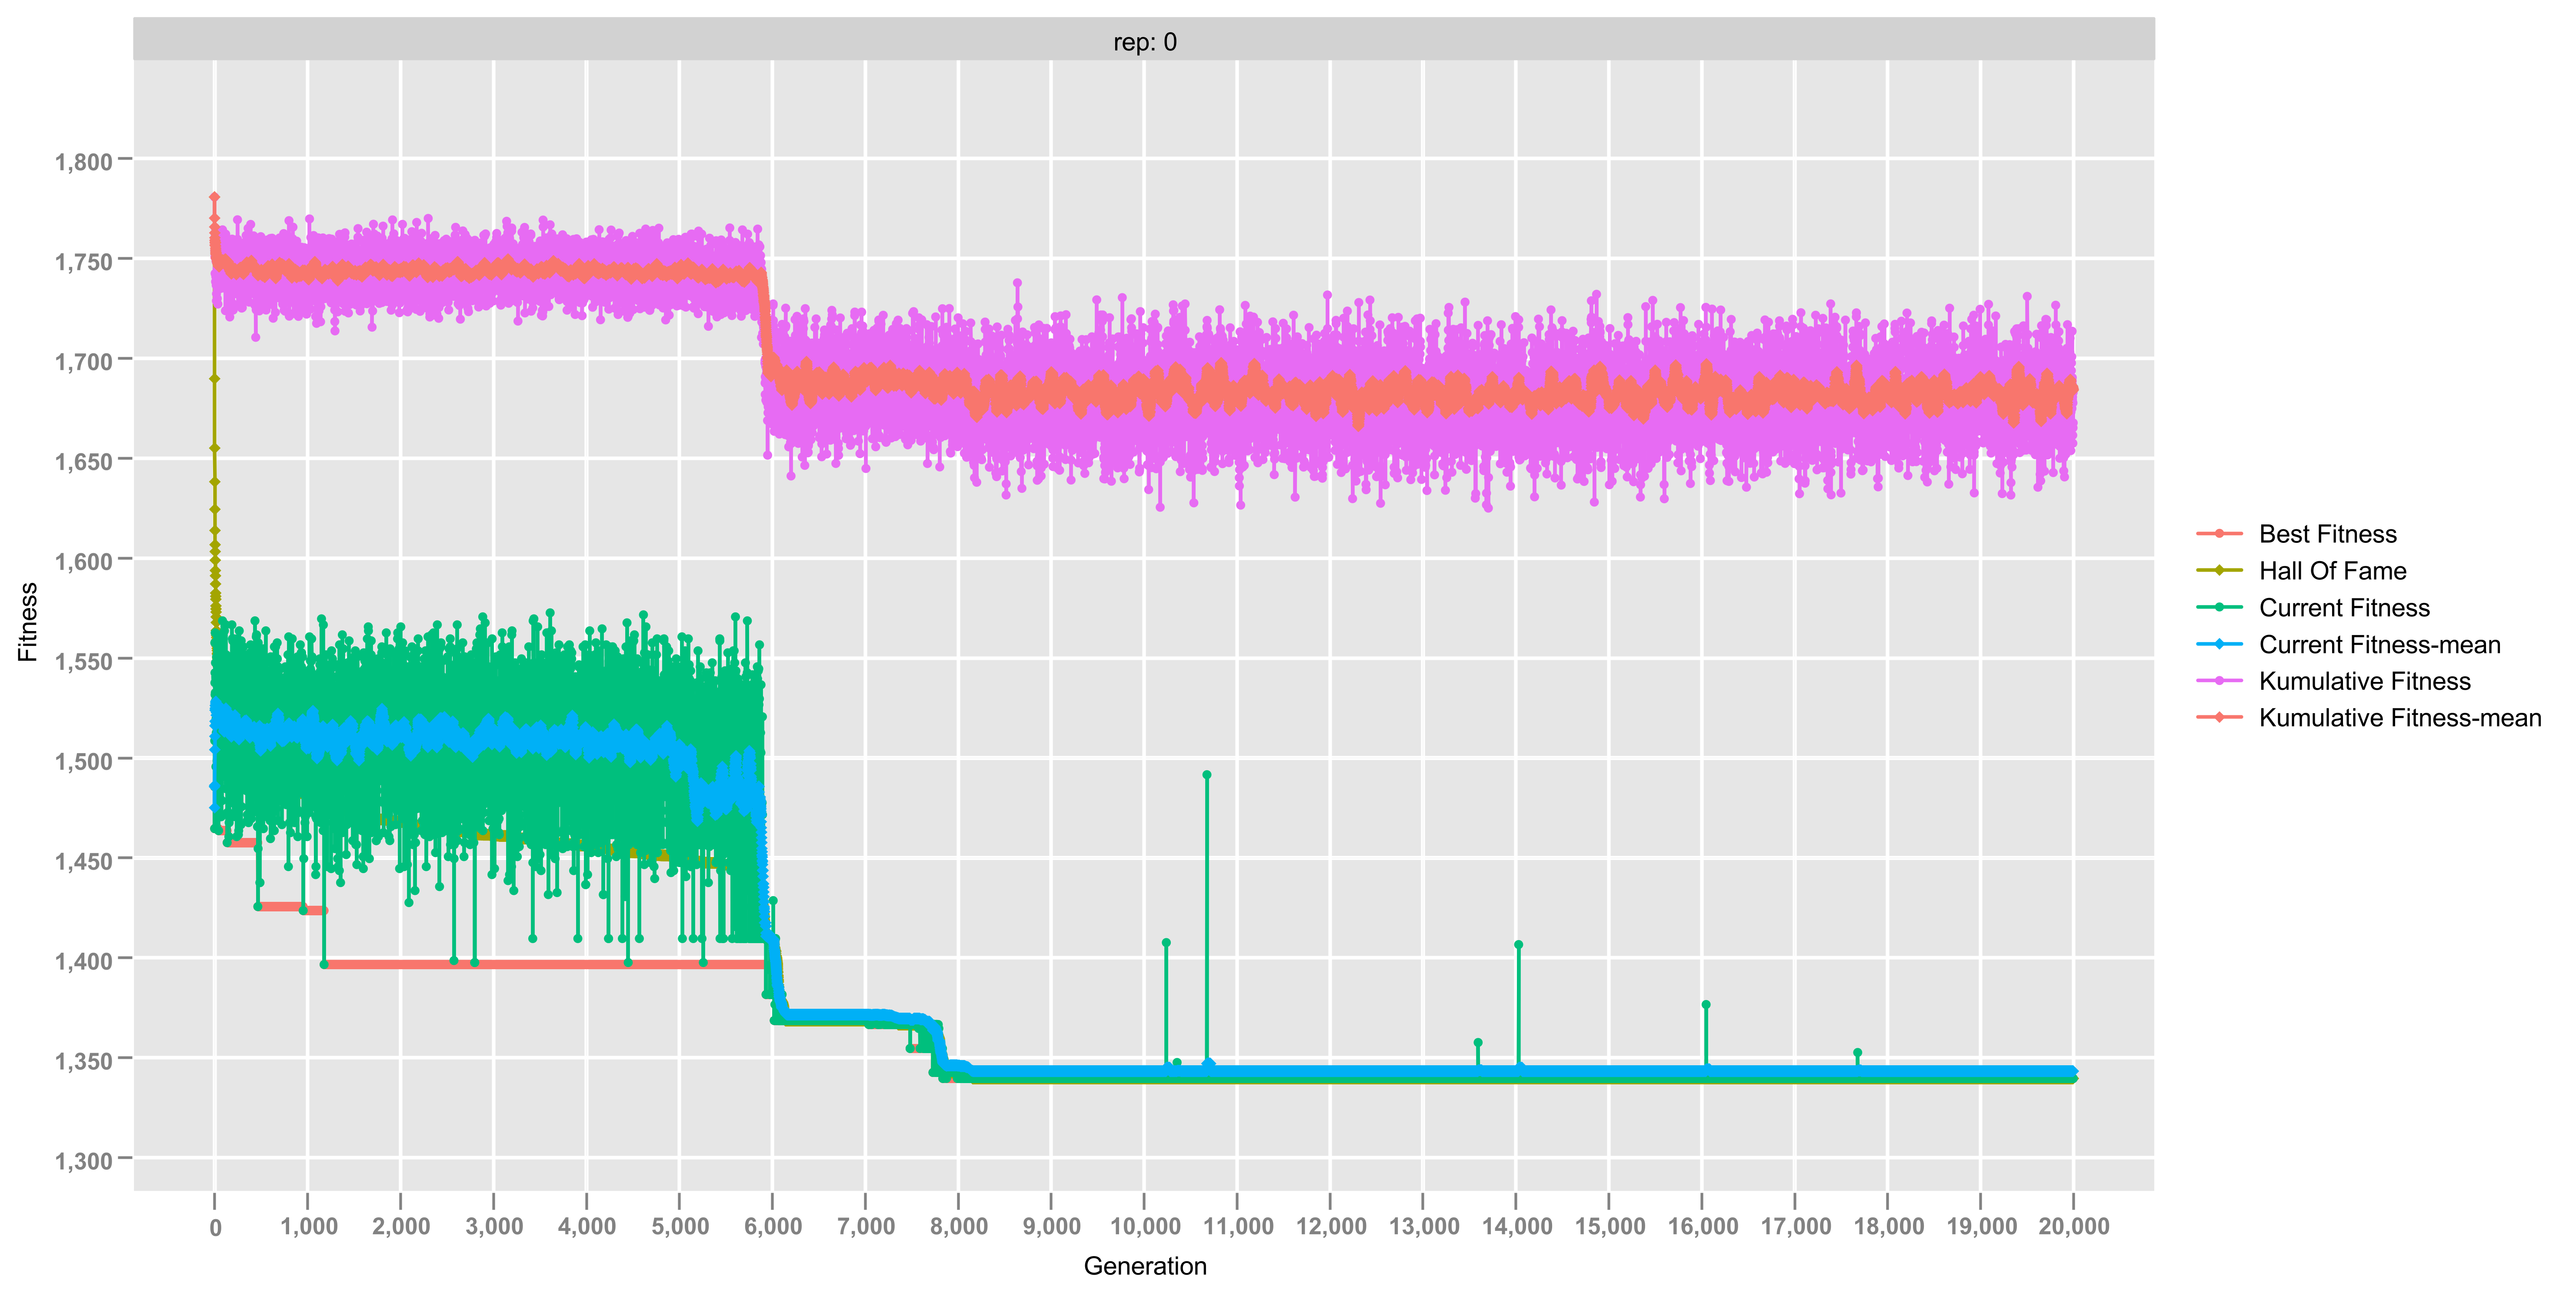 rep: 0
1,800
1,750
1,700
1,650
1,600
1,550
1,500
1,450
1,400
1,350
1,300
Fitness
0 1,000 2,000 3,000 4,000 5,000 6,000 7,000 8,000 9,000 10,000 11,000 12,000 13,000 14,000 15,000 16,000 17,000 18,000 19,000 20,000
Generation
Best Fitness
Hall Of Fame
Current Fitness
Current Fitness-mean
Kumulative Fitness
Kumulative Fitness-mean